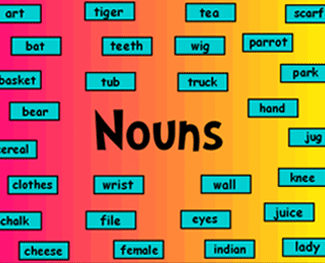 art tiger tea scarf
bat teeth wig parrot
basket tub truck park
bear hand
Nouns
jug
ereal
clothes wrist wall knee
chalk file eyes juice
cheese female indian lady